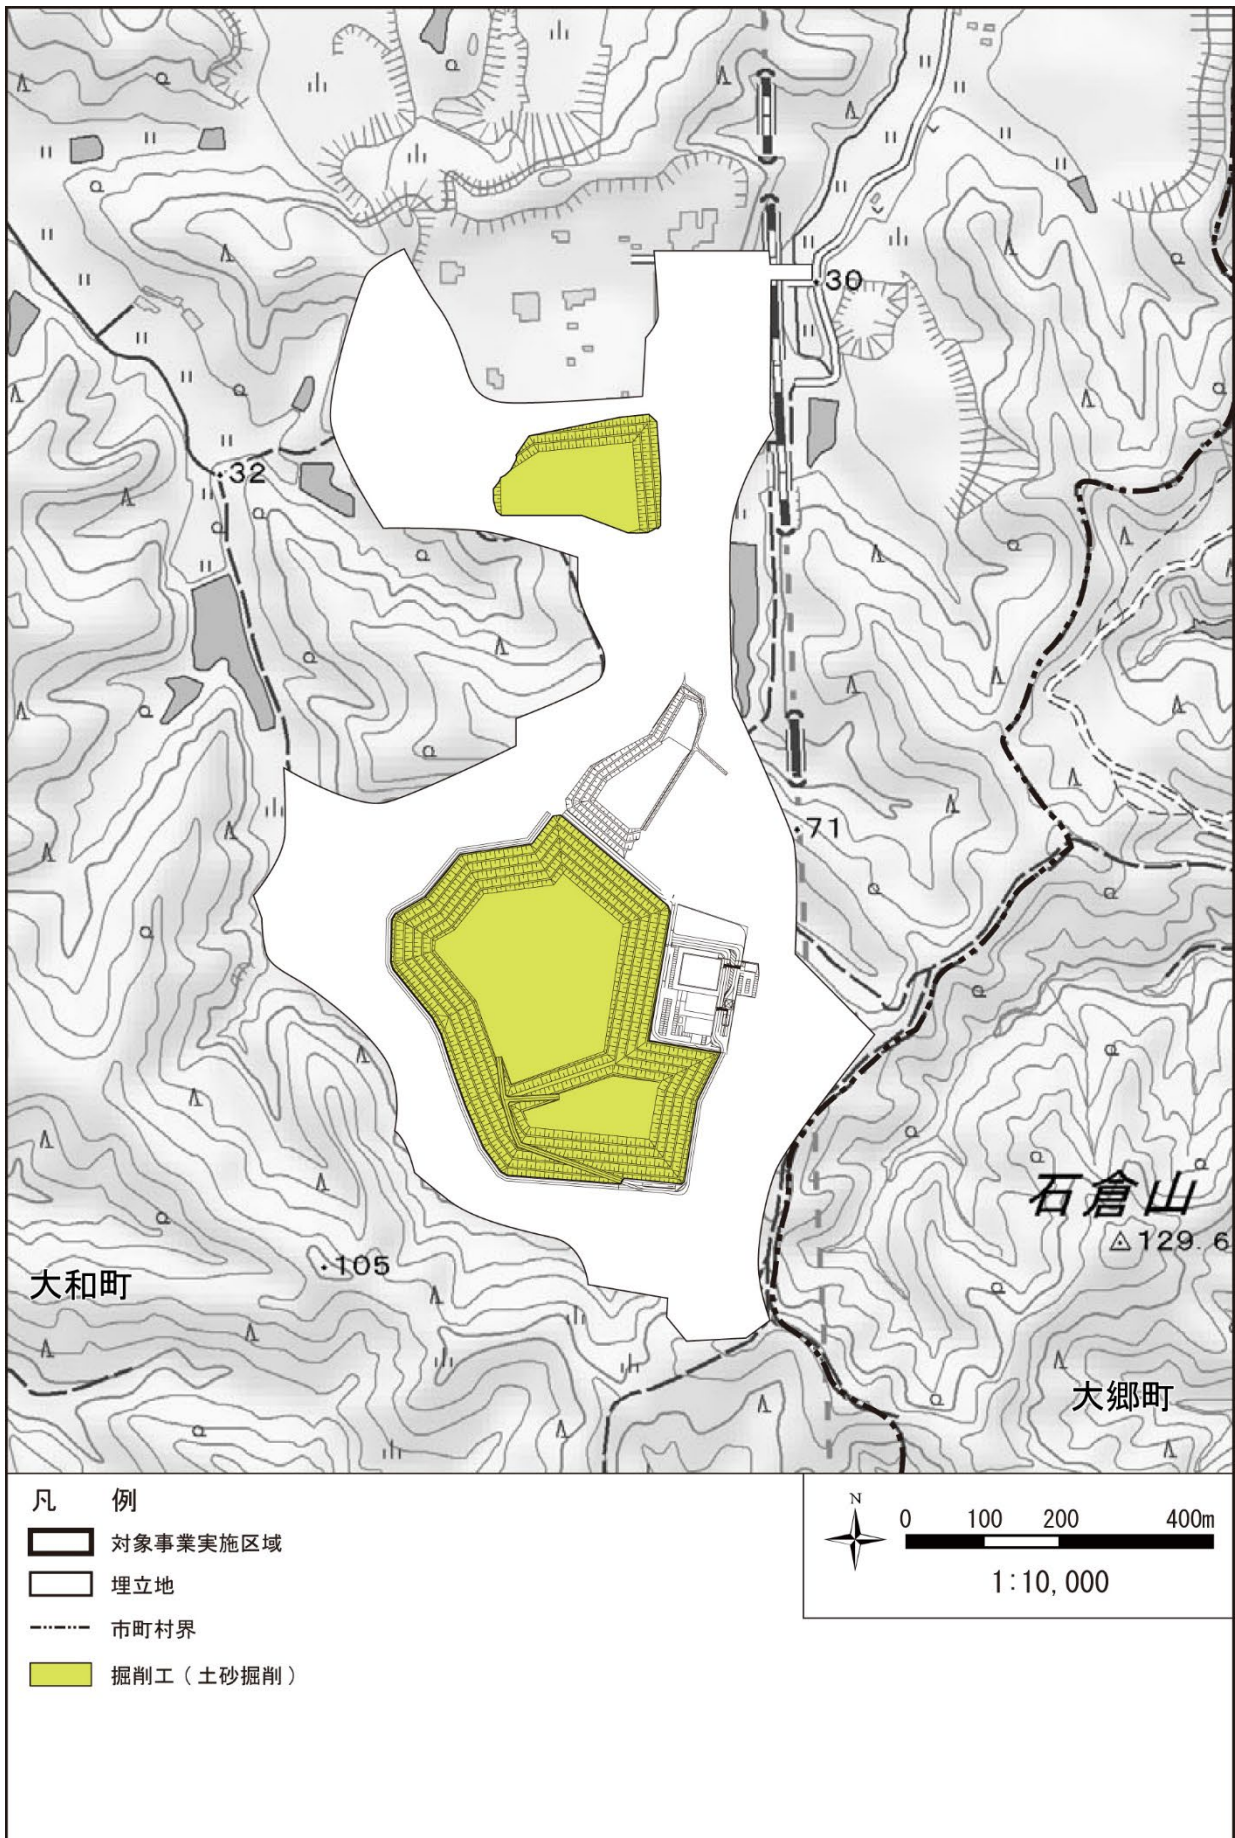 30
32
71
石倉山
129.6
105
大和町
大郷町
凡 例
対象事業実施区域
埋立地
市町村界
掘削工（土砂掘削）
N
0 100 200 400m
1:10,000